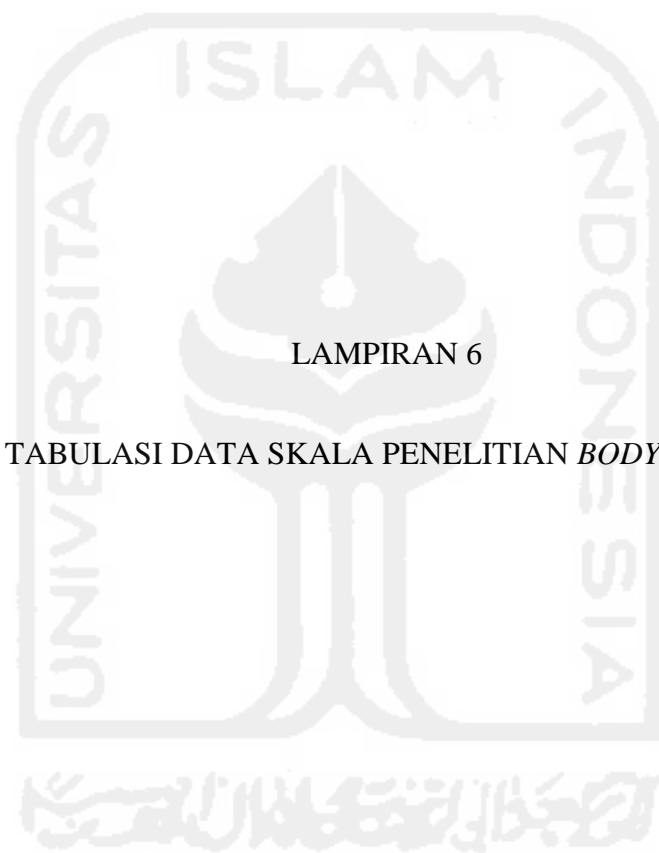 ISLAM
UNIVERSITAS
INDONESIA
LAMPIRAN 6
TABULASI DATA SKALA PENELITIAN BODY